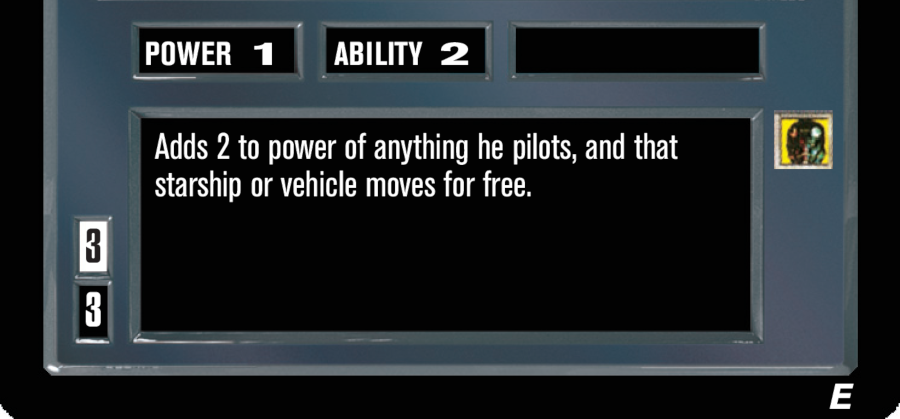 POWER 1 ABILITY 2
Adds 2 to power of anything he pilots, and that
starship or vehicle moves for free.
3
3
E